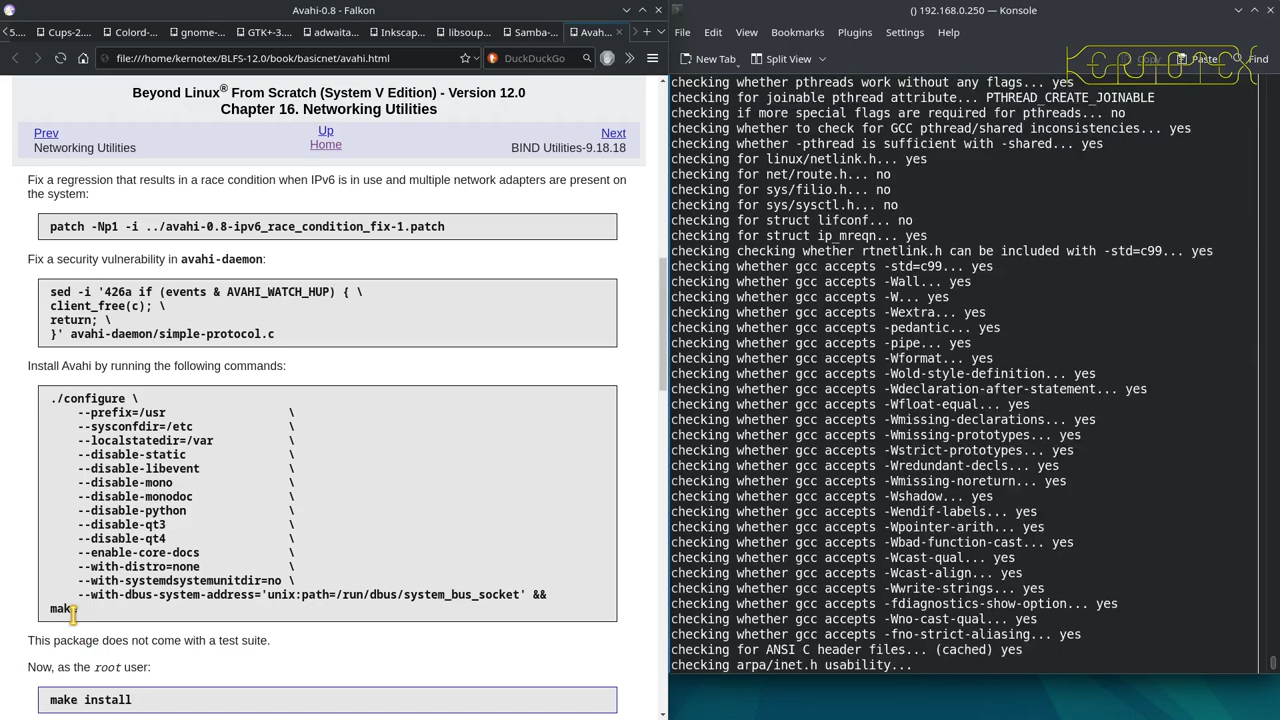 Avahi-0.8 - Falkon
5....
Cups-2....
Colord-...
gnome-...
GTK+-3....
adwaita...
Inkscap...
libsoup...
Samba-...
Ava...
file:///home/kernotex/BLFS-12.0/book/basicnet/avahi.html
DuckDuckGo
Beyond Linux® From Scratch (System V Edition) - Version 12.0
Chapter 16. Networking Utilities
Prev
Up
Next
Networking Utilities
Home
BIND Utilities-9.18.18
Fix a regression that results in a race condition when IPv6 is in use and multiple network adapters are present on
the system:
patch -Np1 -i ../avahi-0.8-ipv6_race_condition_fix-1.patch
Fix a security vulnerability in avahi-daemon:
sed -i '426a if (events & AVAHI_WATCH_HUP) { \
client_free(c); \
return; \
}' avahi-daemon/simple-protocol.c
Install Avahi by running the following commands:
./configure \
--prefix=/usr \
--sysconfdir=/etc \
--localstatedir=/var \
--disable-static \
--disable-libevent \
--disable-mono \
--disable-monodoc \
--disable-python \
--disable-qt3 \
--disable-qt4 \
--enable-core-docs \
--with-distro=none \
--with-systemdsystemunitdir=no \
--with-dbus-system-address='unix:path=/run/dbus/system_bus_socket' &&
make
This package does not come with a test suite.
Now, as the root user:
make install
() 192.168.0.250 — Konsole
File Edit View Bookmarks Plugins Settings Help
New Tab
Split View
Copy
Paste
Find
KERNOTEX
checking whether pthreads work without any flags... yes
checking for joinable pthread attribute... PTHREAD_CREATE_JOINABLE
checking if more special flags are required for pthreads... no
checking whether to check for GCC pthread/shared inconsistencies... yes
checking whether -pthread is sufficient with -shared... yes
checking for linux/netlink.h... yes
checking for net/route.h... no
checking for sys/filio.h... no
checking for sys/sysctl.h... no
checking for struct lifconf... no
checking for struct ip_mreqn... yes
checking checking whether rtnetlink.h can be included with -std=c99... yes
checking whether gcc accepts -std=c99... yes
checking whether gcc accepts -Wall... yes
checking whether gcc accepts -W... yes
checking whether gcc accepts -Wextra... yes
checking whether gcc accepts -pedantic... yes
checking whether gcc accepts -pipe... yes
checking whether gcc accepts -Wformat... yes
checking whether gcc accepts -Wold-style-definition... yes
checking whether gcc accepts -Wdeclaration-after-statement... yes
checking whether gcc accepts -Wfloat-equal... yes
checking whether gcc accepts -Wmissing-declarations... yes
checking whether gcc accepts -Wmissing-prototypes... yes
checking whether gcc accepts -Wstrict-prototypes... yes
checking whether gcc accepts -Wredundant-decls... yes
checking whether gcc accepts -Wmissing-noreturn... yes
checking whether gcc accepts -Wshadow... yes
checking whether gcc accepts -Wendif-labels... yes
checking whether gcc accepts -Wpointer-arith... yes
checking whether gcc accepts -Wbad-function-cast... yes
checking whether gcc accepts -Wcast-qual... yes
checking whether gcc accepts -Wcast-align... yes
checking whether gcc accepts -Wwrite-strings... yes
checking whether gcc accepts -fdiagnostics-show-option... yes
checking whether gcc accepts -Wno-cast-qual... yes
checking whether gcc accepts -fno-strict-aliasing... yes
checking for ANSI C header files... (cached) yes
checking arpa/inet.h usability...